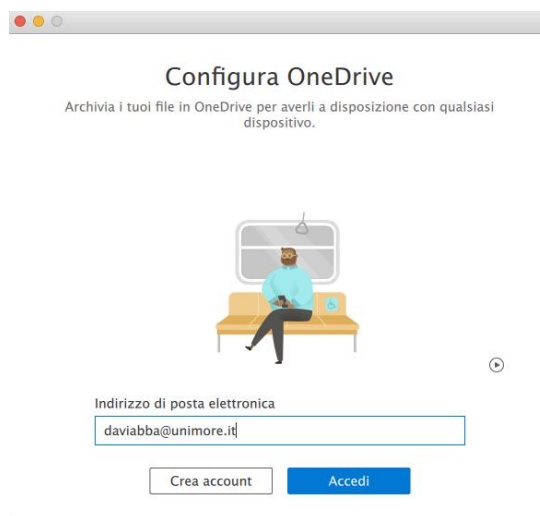 Configura OneDrive
Archivia i tuoi file in OneDrive per averli a disposizione con qualsiasi
dispositivo.
Indirizzo di posta elettronica
daviabba@unimore.it
Crea account
Accedi